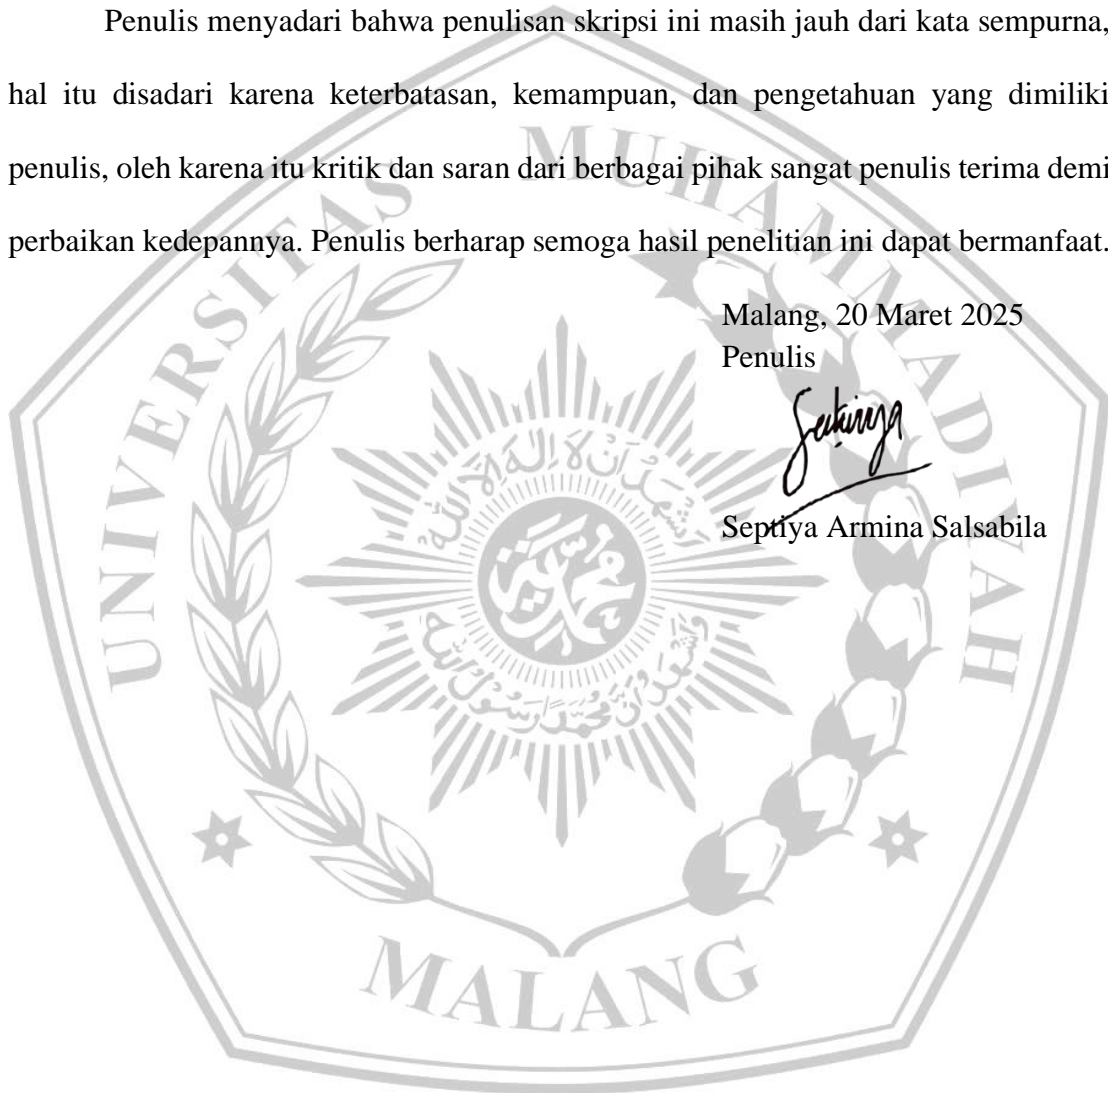 Penulis menyadari bahwa penulisan skripsi ini masih jauh dari kata sempurna,
hal itu disadari karena keterbatasan, kemampuan, dan pengetahuan yang dimiliki
penulis, oleh karena itu kritik dan saran dari berbagai pihak sangat penulis terima demi
perbaikan kedepannya. Penulis berharap semoga hasil penelitian ini dapat bermanfaat.
Malang, 20 Maret 2025
Penulis
Septiya Armina Salsabila
UNIVERSITAS MUHAMMADIYAH
MALANG